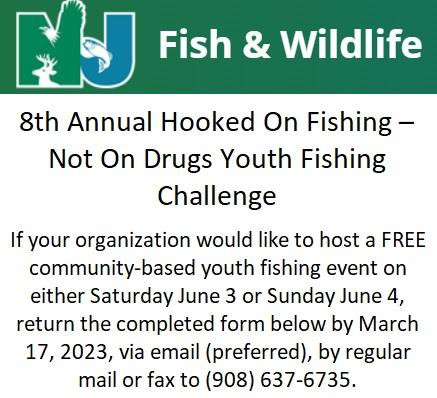 NJ Fish & Wildlife
8th Annual Hooked On Fishing –
Not On Drugs Youth Fishing
Challenge
If your organization would like to host a FREE
community-based youth fishing event on
either Saturday June 3 or Sunday June 4,
return the completed form below by March
17, 2023, via email (preferred), by regular
mail or fax to (908) 637-6735.